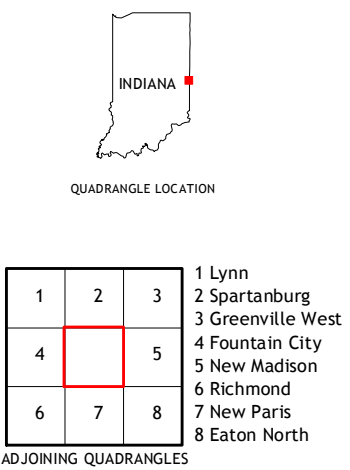 INDIANA
QUADRANGLE LOCATION
1 2 3
4 5
6 7 8
1 Lynn
2 Spartanburg
3 Greenville West
4 Fountain City
5 New Madison
6 Richmond
7 New Paris
8 Eaton North
ADJOINING QUADRANGLES